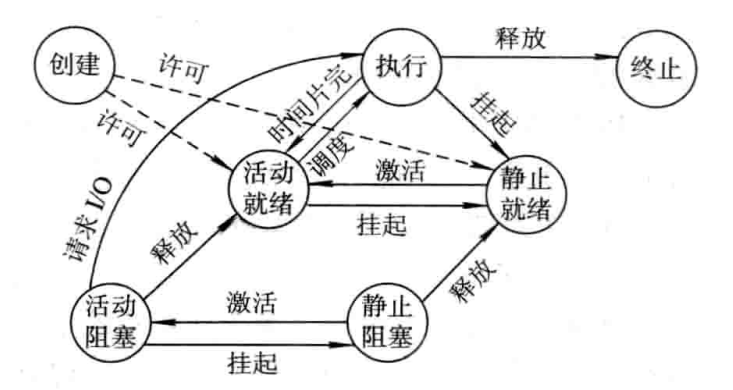 创建
许可
许可
执行
释放
终止
时间片完
调度
挂起
活动
就绪
激活
挂起
静止
就绪
请求 I/O
释放
释放
活动
阻塞
激活
挂起
静止
阻塞